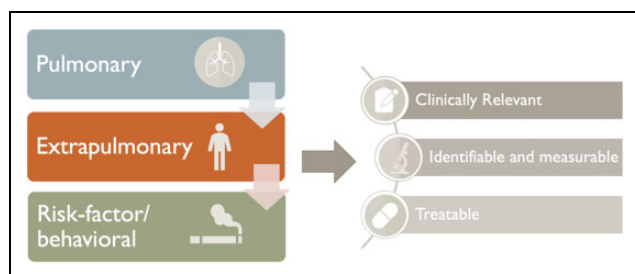 Pulmonary
Extrapulmonary
Risk-factor/
behavioral
Clinically Relevant
Identifiable and measurable
Treatable